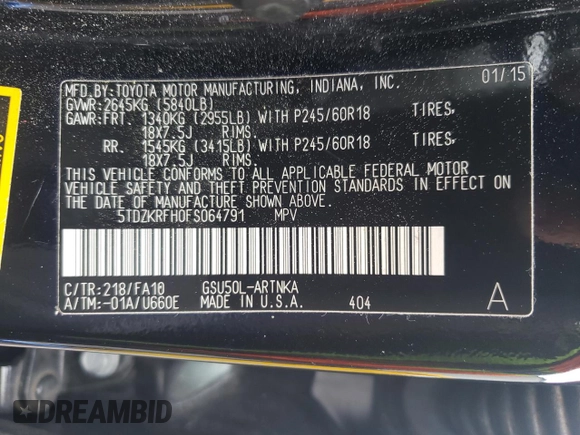 MFD.BY:TOYOTA MOTOR MANUFACTURING, INDIANA, INC. 01/15
GVWR:2645KG (5840LB)
GAWR:FRT. 1340KG (2955LB) WITH P245/60R18 TIRES,
18X7.5J RIMS.
RR. 1545KG (3415LB) WITH P245/60R18 TIRES,
18X7.5J RIMS.
THIS VEHICLE CONFORMS TO ALL APPLICABLE FEDERAL MOTOR
VEHICLE SAFETY AND THEFT PREVENTION STANDARDS IN EFFECT ON
THE DATE OF MANUFACTURE SHOWN ABOVE.
5TDZKRFH0FS064791 MPV
C/TR:218/FA10 GSU50L-ARTNKA
A/TM:-01A/U660E MADE IN U.S.A. 404 A
DREAMBID